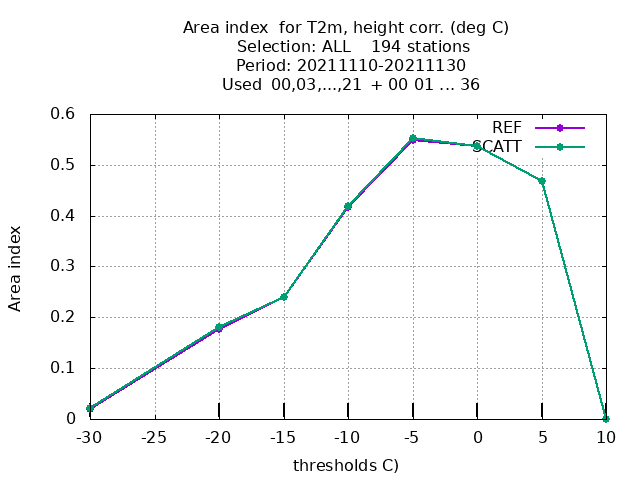 Area index  for T2m, height corr. (deg C)
Selection: ALL    194 stations
Period: 20211110-20211130
Used  00,03,...,21  + 00 01 ... 36
REF
SCATT
0.6
0.5
0.4
0.3
0.2
0.1
0
Area index
-30 -25 -20 -15 -10 -5 0 5 10
thresholds C)